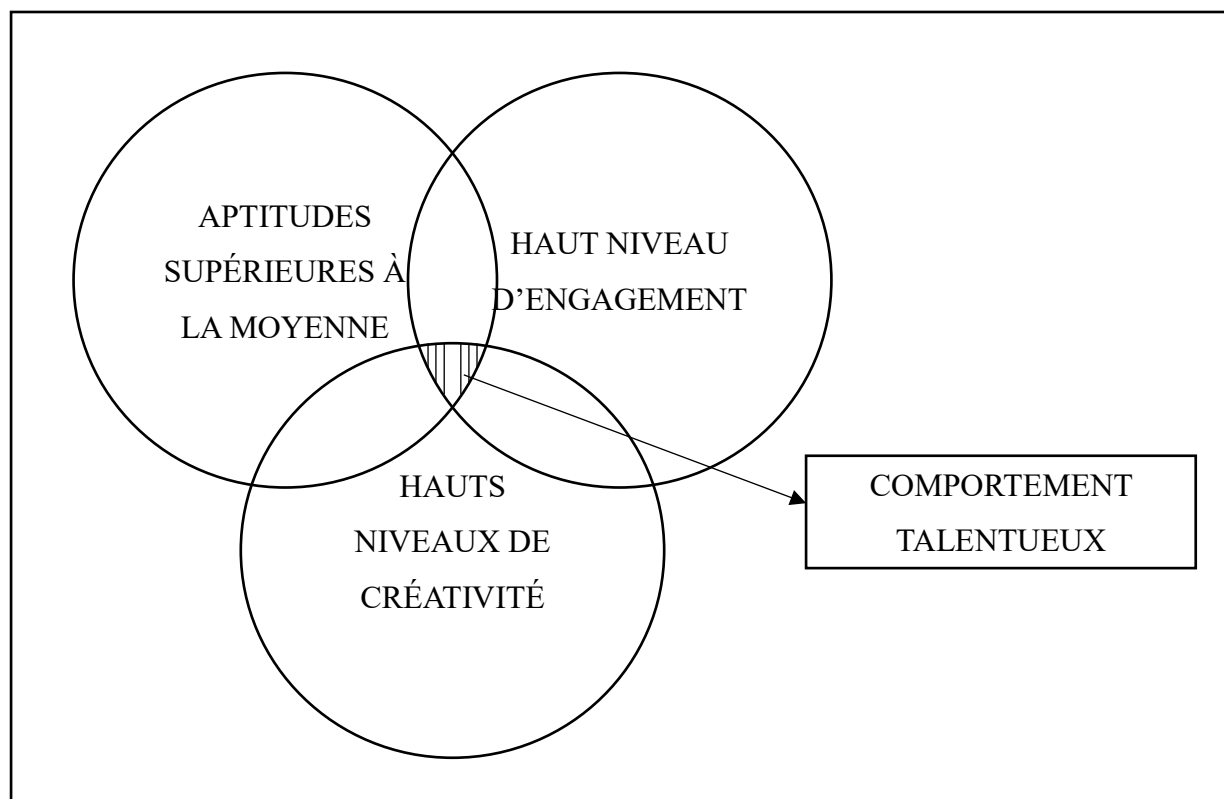 APTITUDES
SUPÉRIEURES À
LA MOYENNE
HAUT NIVEAU
D’ENGAGEMENT
HAUTS
NIVEAUX DE
CRÉATIVITÉ
COMPORTEMENT
TALENTUEUX